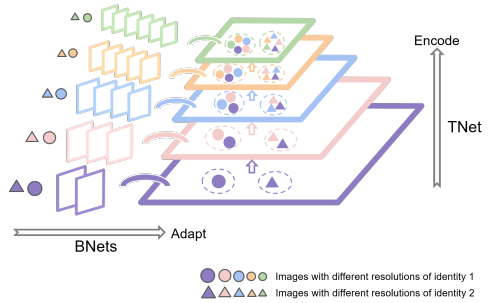 Encode
TNet
BNets
Adapt
Images with different resolutions of identity 1
Images with different resolutions of identity 2